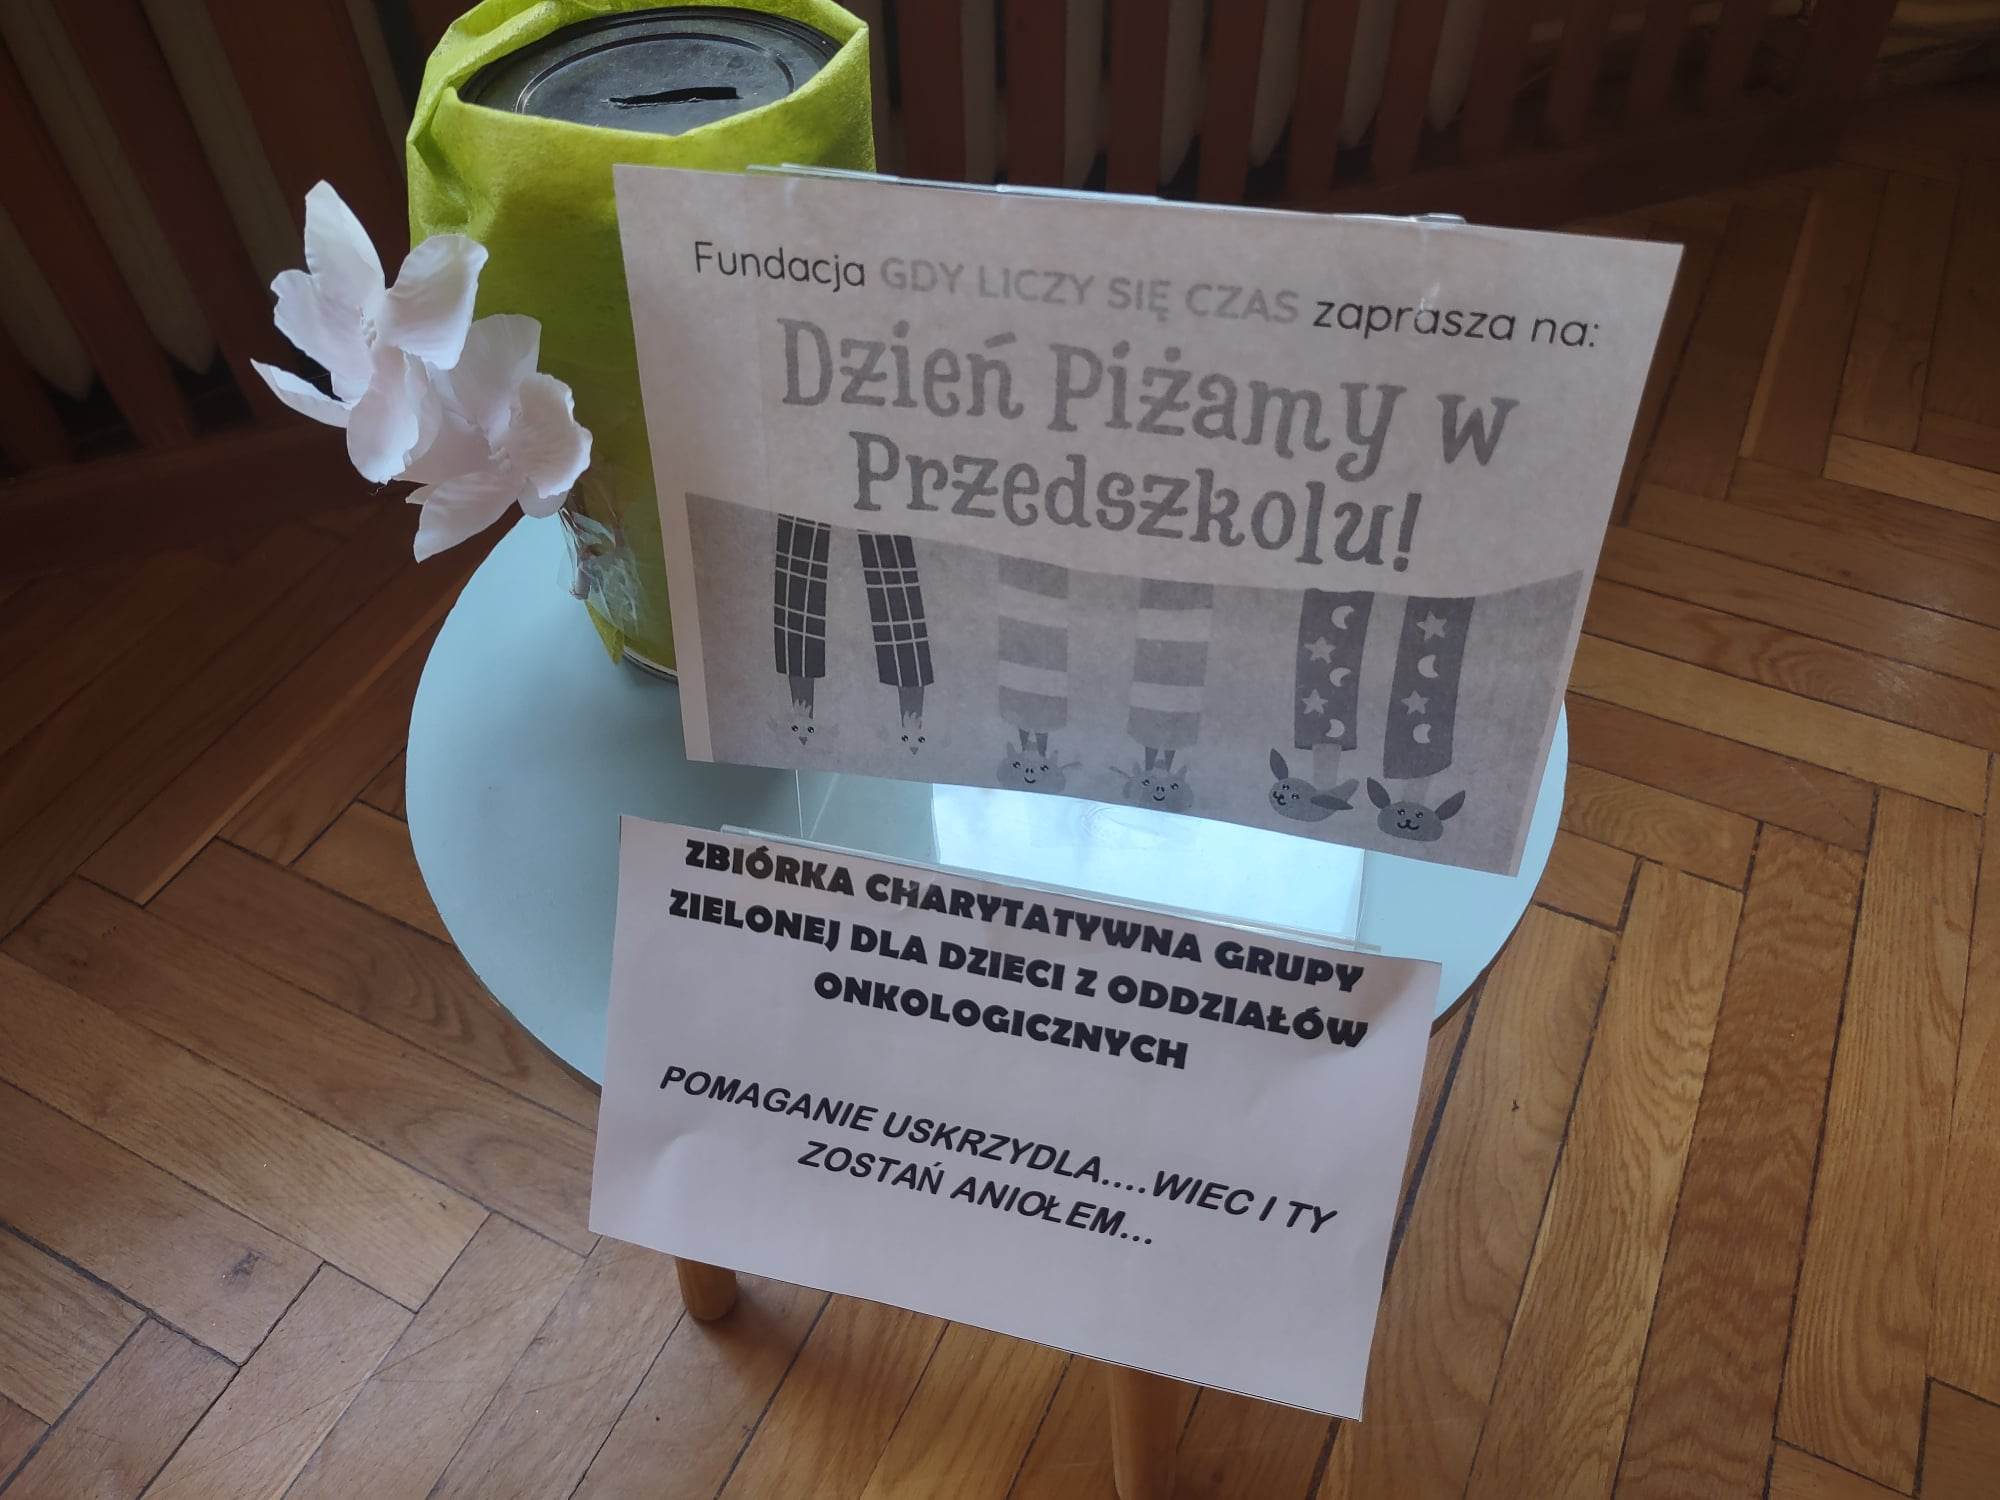 Fundacja GDY LICZY SIĘ CZAS zaprasza na:
Dzień Piżamy w
Przedszkolu!
ZBIÓRKA CHARYTATYWNA GRUPY
ZIELONEJ DLA DZIECI Z ODDZIAŁÓW
ONKOLOGICZNYCH
POMAGANIE USKRZYDLA....WIEC I TY
ZOSTAŃ ANIOŁEM...